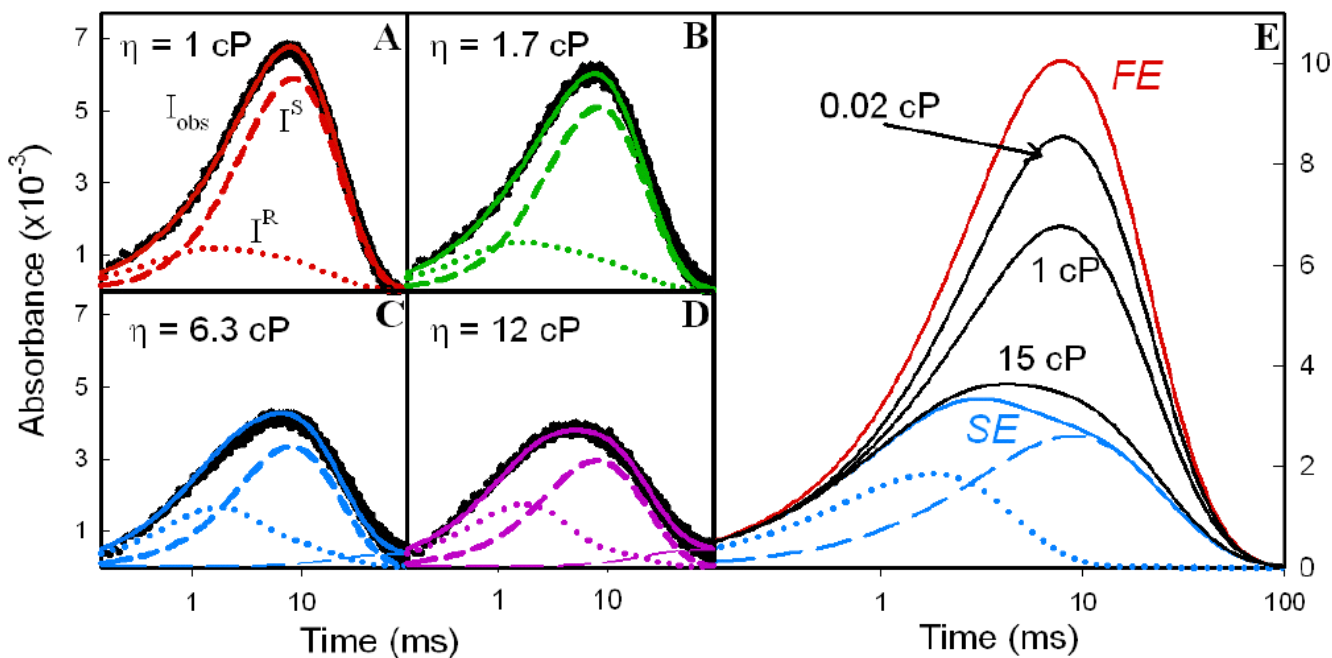 Absorbance (x10⁻³)
7
5
3
1
η = 1 cP
A
I_obs
I^S
I^R
η = 1.7 cP
B
7
5
3
1
η = 6.3 cP
C
η = 12 cP
D
1 10
1 10
Time (ms)
E
FE
0.02 cP
1 cP
15 cP
SE
10
8
6
4
2
0
1 10 100
Time (ms)